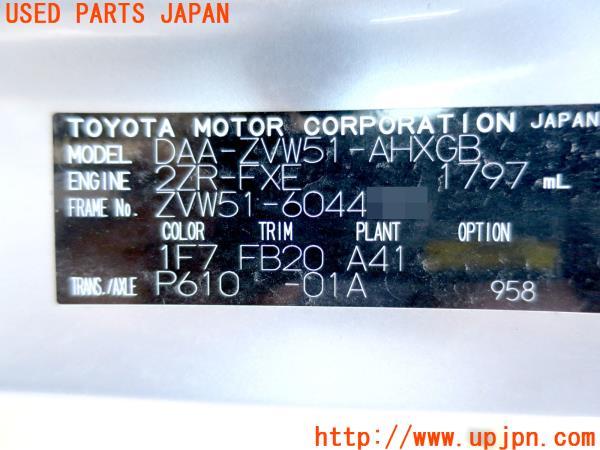 USED PARTS JAPAN
TOYOTA MOTOR CORPORATION JAPAN
MODEL DAA-ZVW51-AHXGB
ENGINE 2ZR-FXE 1797 mL
FRAME No. ZVW51-6044
COLOR TRIM PLANT OPTION
1F7 FB20 A41
TRANS./AXLE P610 -01A 958
http://www.upjpn.com